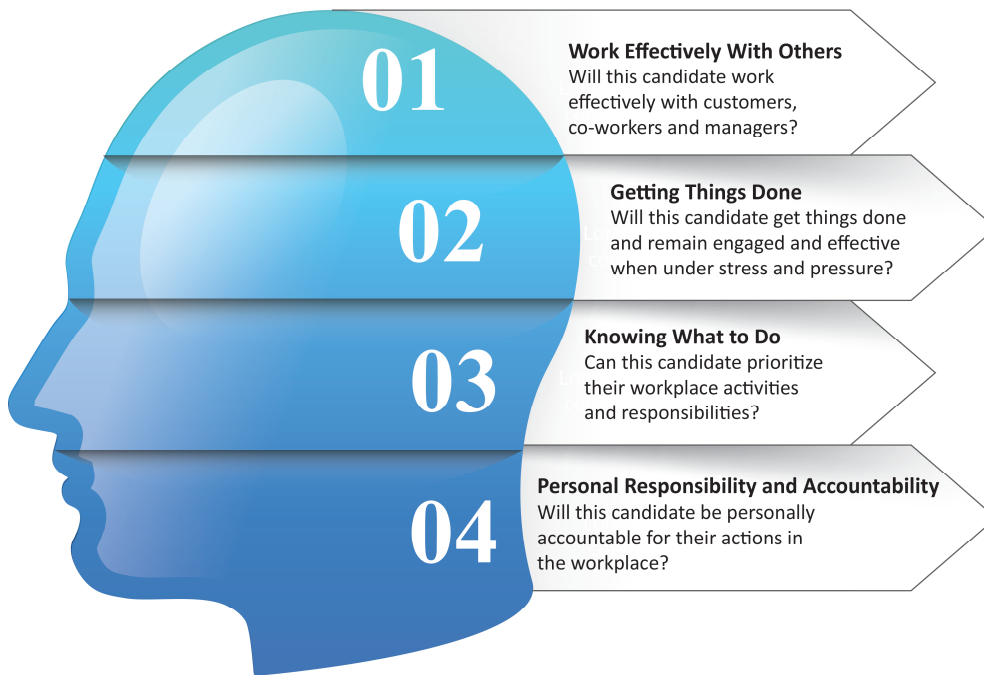 01
Work Effectively With Others
Will this candidate work
effectively with customers,
co-workers and managers?
02
Getting Things Done
Will this candidate get things done
and remain engaged and effective
when under stress and pressure?
03
Knowing What to Do
Can this candidate prioritize
their workplace activities
and responsibilities?
04
Personal Responsibility and Accountability
Will this candidate be personally
accountable for their actions in
the workplace?